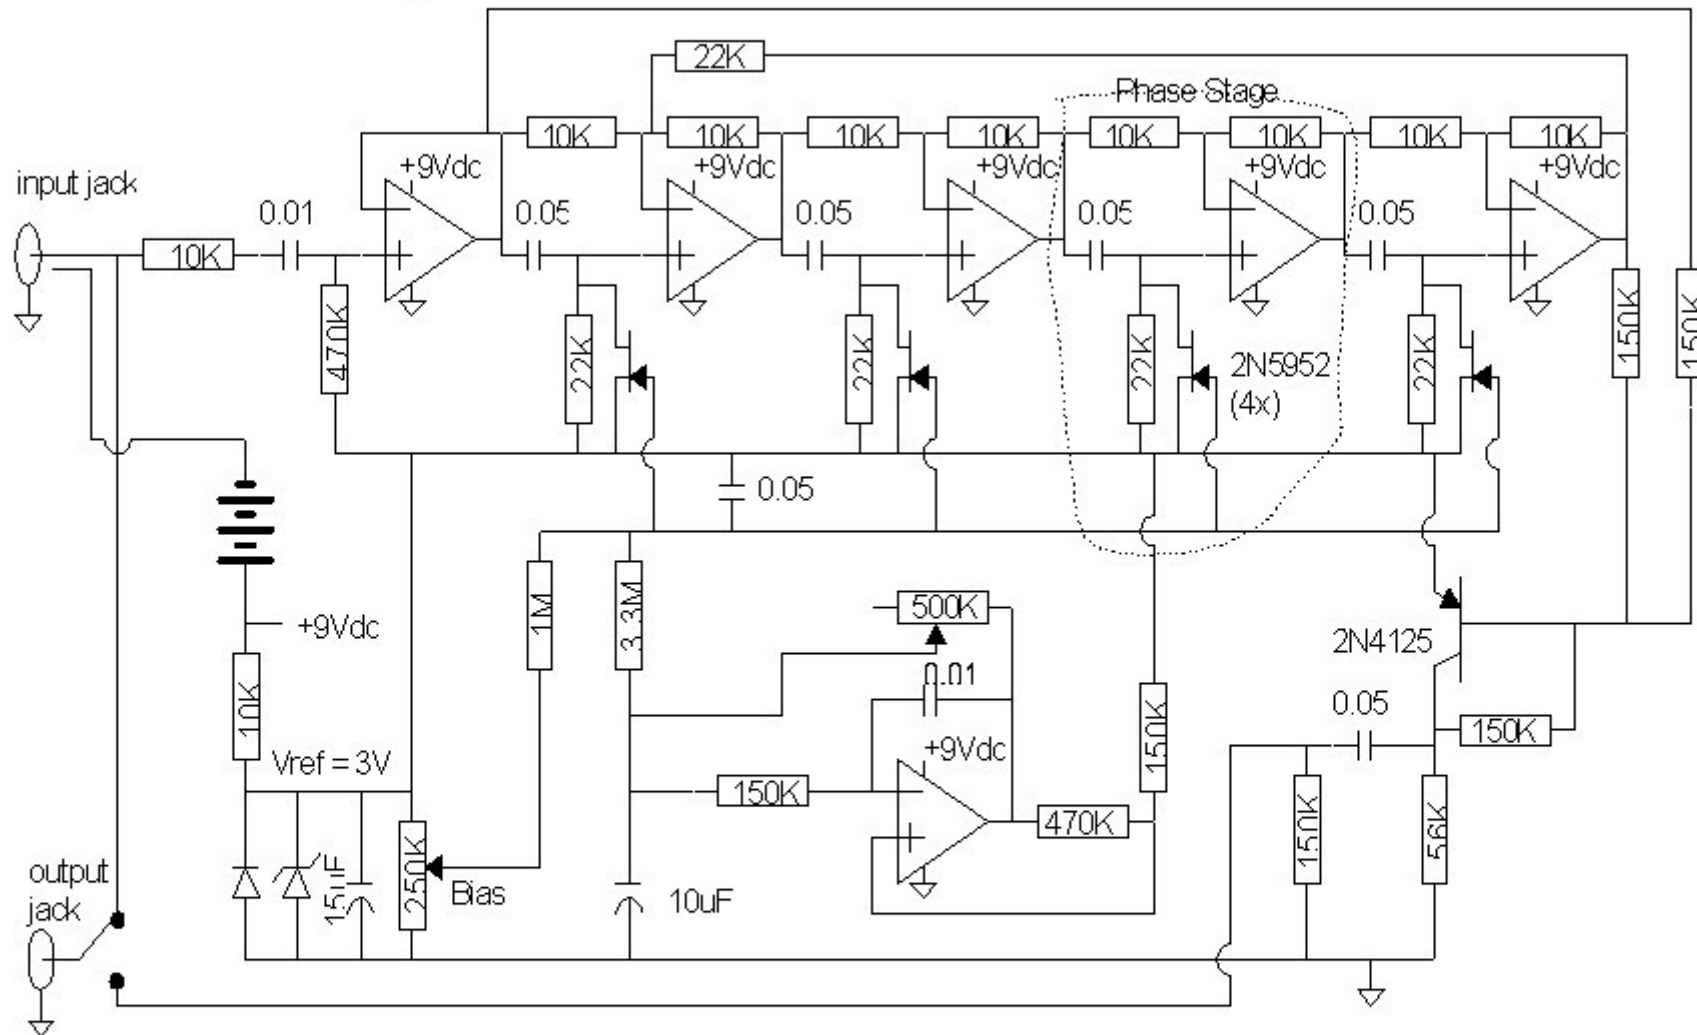 22K
Phase Stage
10K
10K
10K
10K
10K
10K
10K
10K
+9Vdc
+9Vdc
+9Vdc
+9Vdc
+9Vdc
input jack
0.01
0.05
0.05
0.05
0.05
10K
470K
22K
22K
22K
22K
150K
150K
2N5952
(4x)
0.05
1M
3.3M
500K
+9Vdc
2N4125
0.01
10K
0.05
150K
Vref = 3V
+9Vdc
150K
150K
470K
150K
56K
250K
15uF
Bias
10uF
output
jack